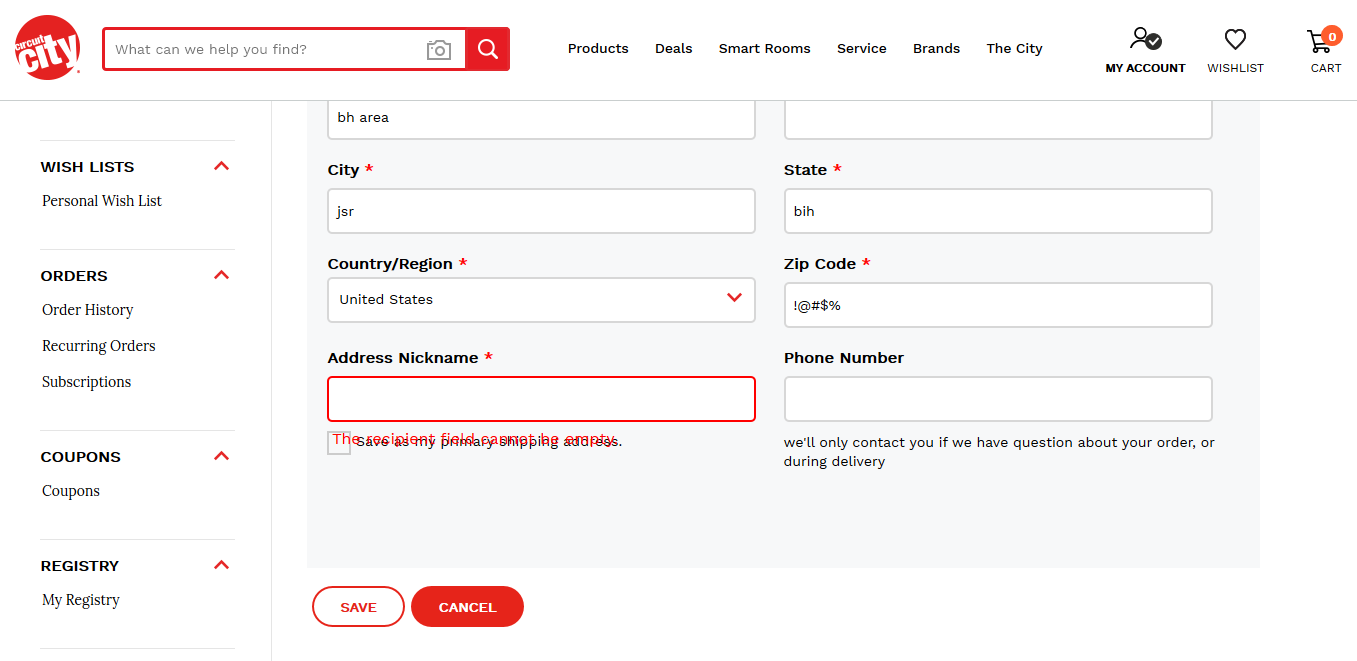 circuit city
What can we help you find?
Products Deals Smart Rooms Service Brands The City
MY ACCOUNT WISHLIST 0 CART
WISH LISTS
Personal Wish List
ORDERS
Order History
Recurring Orders
Subscriptions
COUPONS
Coupons
REGISTRY
My Registry
bh area
City * State *
jsr bih
Country/Region * Zip Code *
United States !@#$%
Address Nickname * Phone Number
The recipient field cannot be empty.
Save as my primary shipping address.
we'll only contact you if we have question about your order, or
during delivery
SAVE CANCEL